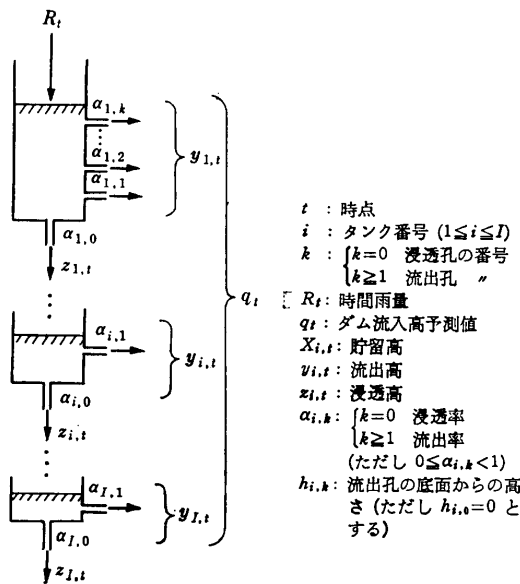 R_t
α_{1,k}
α_{1,2}
α_{1,1}
y_{1,t}
α_{1,0}
z_{1,t}
q_t
α_{i,1}
y_{i,t}
α_{i,0}
z_{i,t}
α_{I,1}
y_{I,t}
α_{I,0}
z_{I,t}
t : 時点
i : タンク番号 (1≦i≦I)
k : {k=0 浸透孔の番号
k≧1 流出孔 〃
R_t: 時間雨量
q_t: ダム流入高予測値
X_{i,t}: 貯留高
y_{i,t}: 流出高
z_{i,t}: 浸透高
α_{i,k}: {k=0 浸透率
k≧1 流出率
(ただし 0≦α_{i,k}<1)
h_{i,k}: 流出孔の底面からの高
さ (ただし h_{i,0}=0 と
する)